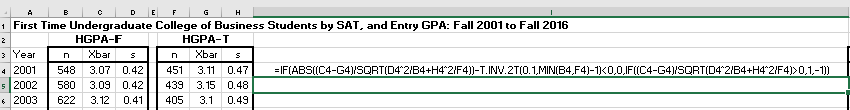 A B C D E F G H I
1 First Time Undergraduate College of Business Students by SAT, and Entry GPA: Fall 2001 to Fall 2016
2 HGPA-F HGPA-T
3 Year n Xbar s n Xbar s
4 2001 548 3.07 0.42 451 3.11 0.47 =IF(ABS((C4-G4)/SQRT(D4^2/B4+H4^2/F4))-T.INV.2T(0.1,MIN(B4,F4)-1)<0,0,IF((C4-G4)/SQRT(D4^2/B4+H4^2/F4)>0,1,-1))
5 2002 580 3.09 0.42 439 3.15 0.48
6 2003 622 3.12 0.41 405 3.1 0.49